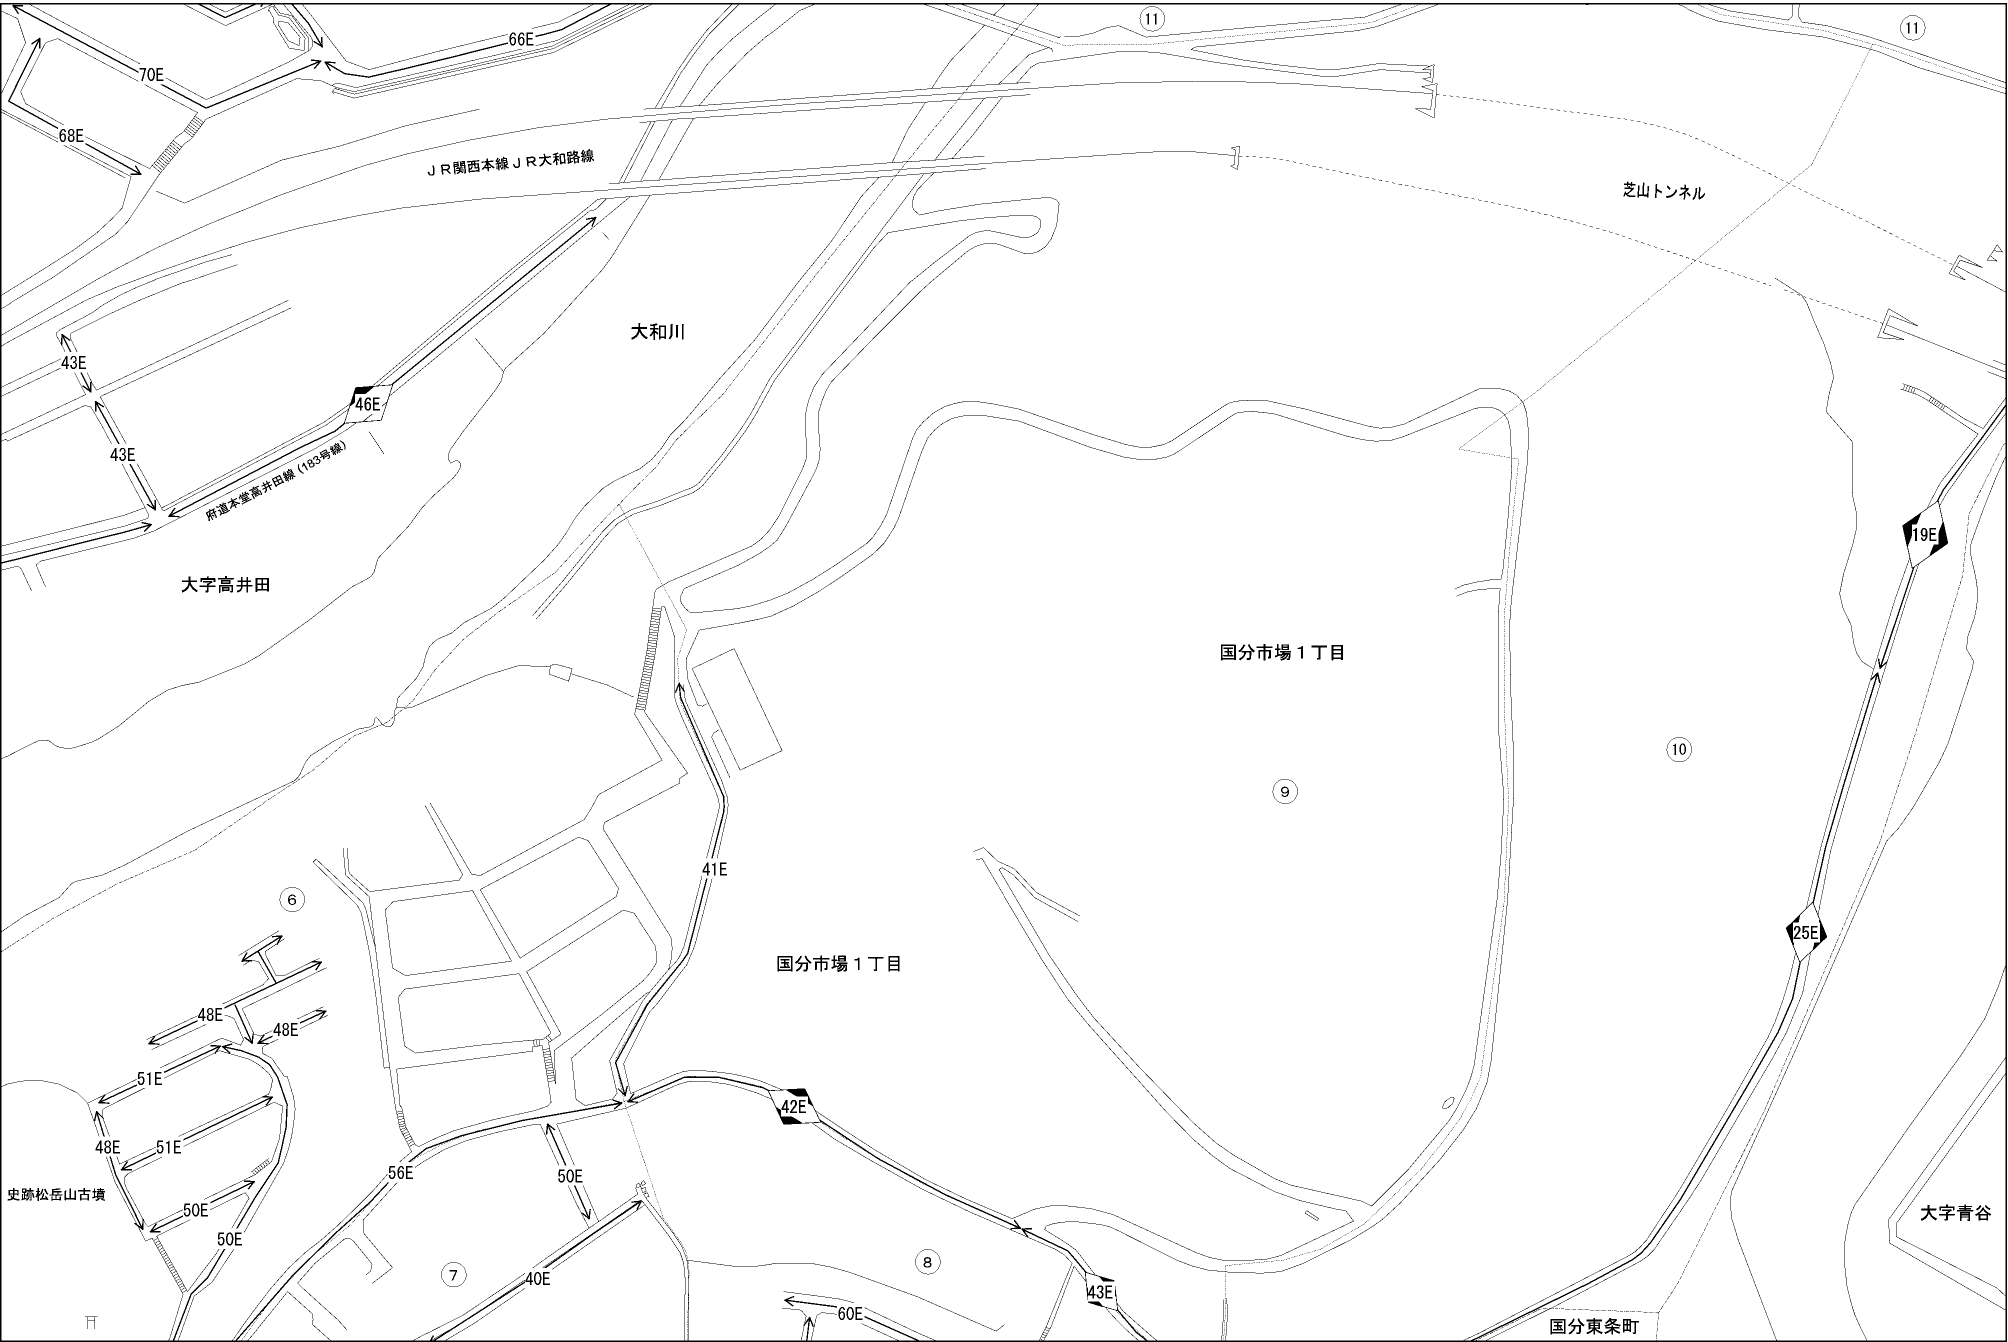 11
11
66E
70E
68E
ＪＲ関西本線ＪＲ大和路線
芝山トンネル
大和川
43E
46E
43E
府道本堂高井田線(183号線)
19E
大字高井田
国分市場１丁目
10
9
41E
6
25E
国分市場１丁目
48E
48E
51E
42E
48E
51E
56E
50E
史跡松岳山古墳
50E
大字青谷
50E
8
7
40E
43E
60E
国分東条町